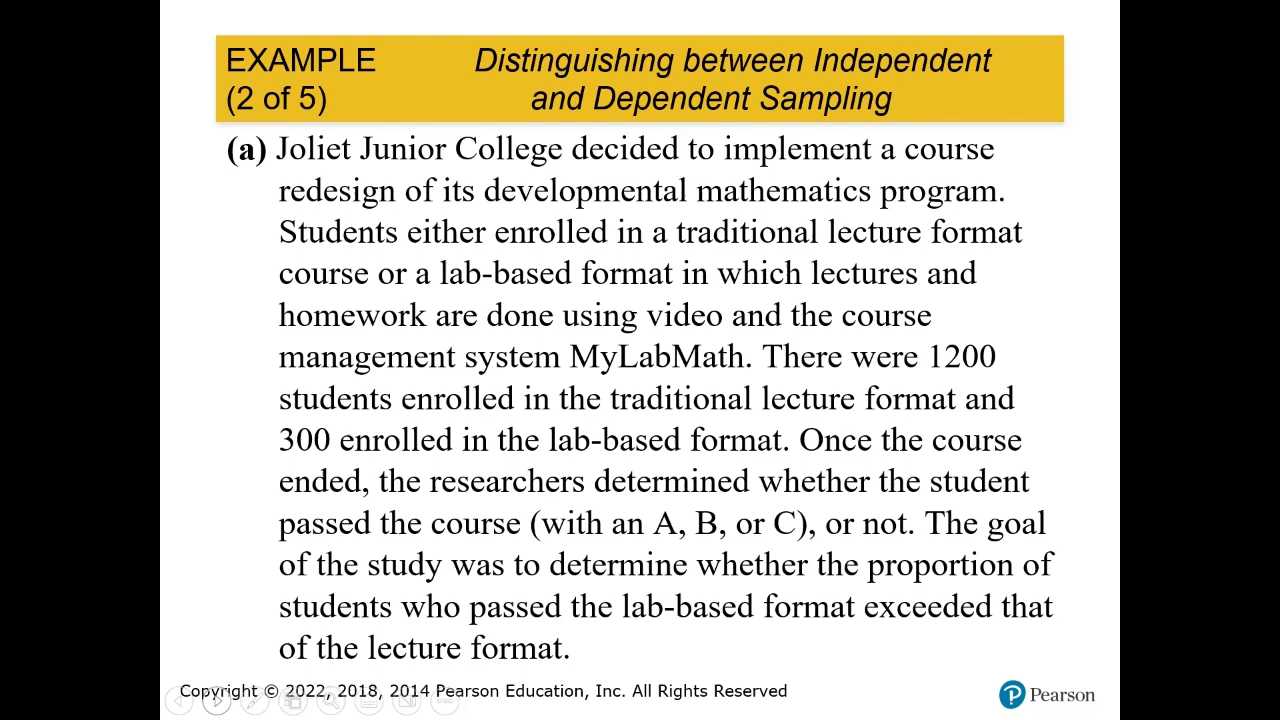 EXAMPLE Distinguishing between Independent
(2 of 5) and Dependent Sampling
(a) Joliet Junior College decided to implement a course
redesign of its developmental mathematics program.
Students either enrolled in a traditional lecture format
course or a lab-based format in which lectures and
homework are done using video and the course
management system MyLabMath. There were 1200
students enrolled in the traditional lecture format and
300 enrolled in the lab-based format. Once the course
ended, the researchers determined whether the student
passed the course (with an A, B, or C), or not. The goal
of the study was to determine whether the proportion of
students who passed the lab-based format exceeded that
of the lecture format.
Copyright © 2022, 2018, 2014 Pearson Education, Inc. All Rights Reserved
P Pearson